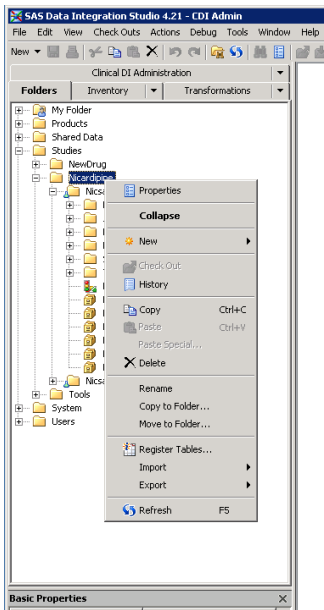 SAS Data Integration Studio 4.21 - CDI Admin
File Edit View Check Outs Actions Debug Tools Window Help
New
Clinical DI Administration
Folders Inventory Transformations
My Folder
Products
Shared Data
Studies
NewDrug
Nicardipine
Nicsa
Properties
Collapse
New
Check Out
History
Copy Ctrl+C
Paste Ctrl+V
Paste Special...
Delete
Rename
Copy to Folder...
Move to Folder...
Register Tables...
Import
Export
Refresh F5
Nicsa
Tools
System
Users
Basic Properties